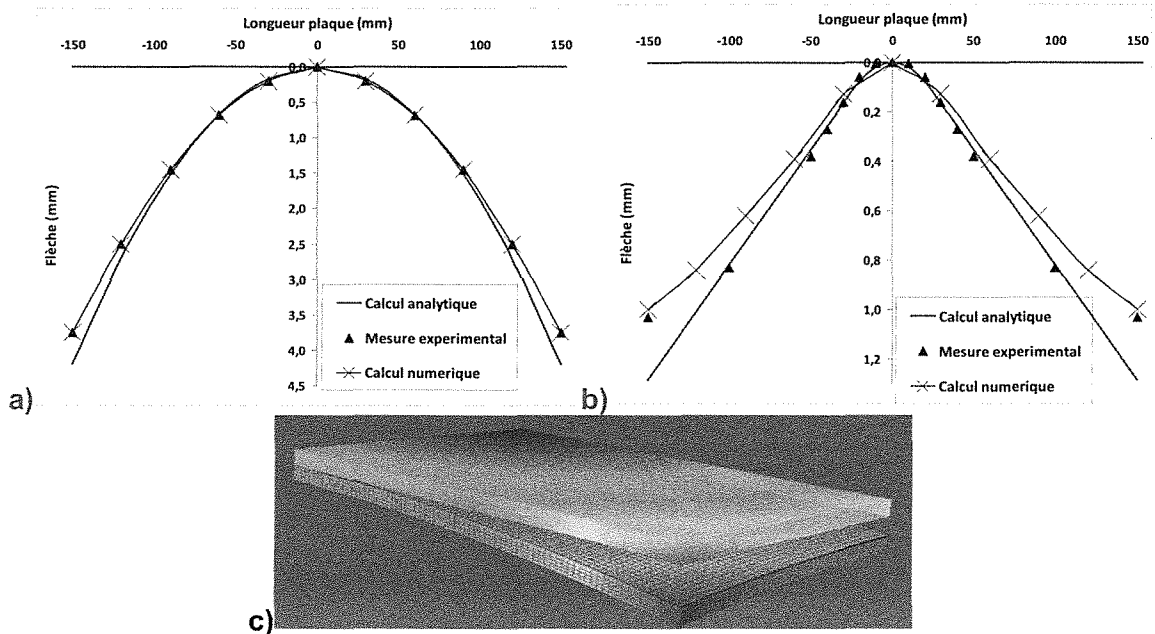 Longueur plaque (mm)
-150 -100 -50 0 50 100 150
0,0
0,5
1,0
1,5
2,0
2,5
3,0
3,5
4,0
4,5
Flèche (mm)
Calcul analytique
Mesure experimental
Calcul numerique
a)
Longueur plaque (mm)
-150 -100 -50 0 50 100 150
0,0
0,2
0,4
0,6
0,8
1,0
1,2
Flèche (mm)
Calcul analytique
Mesure experimental
Calcul numerique
b)
c)